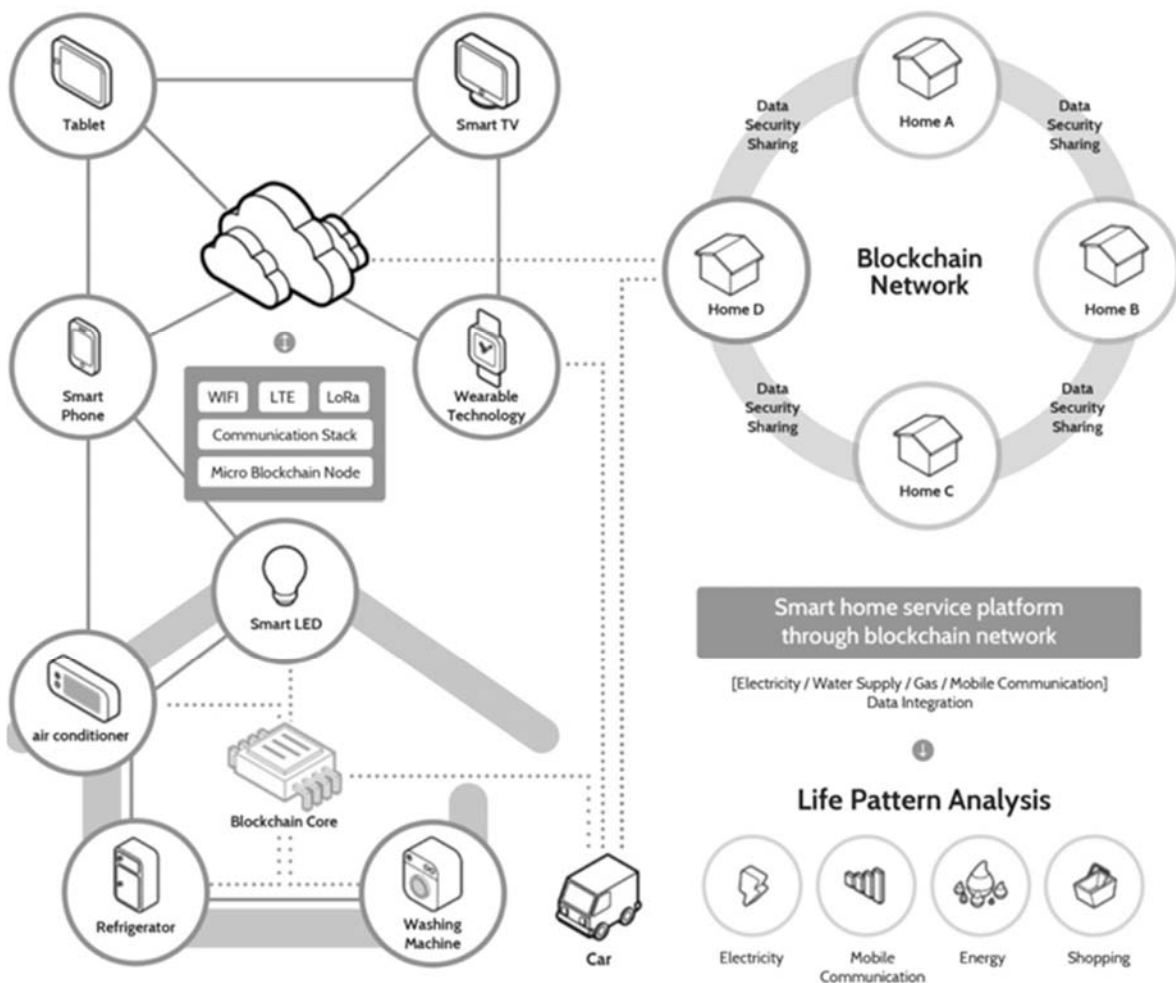 Tablet
Smart TV
Smart
Phone
Wearable
Technology
WIFI
LTE
LoRa
Communication Stack
Micro Blockchain Node
Smart LED
air conditioner
Blockchain Core
Refrigerator
Washing
Machine
Car
Home A
Data
Security
Sharing
Data
Security
Sharing
Home D
Blockchain
Network
Home B
Data
Security
Sharing
Data
Security
Sharing
Home C
Smart home service platform
through blockchain network
[Electricity / Water Supply / Gas / Mobile Communication]
Data Integration
Life Pattern Analysis
Electricity
Mobile
Communication
Energy
Shopping